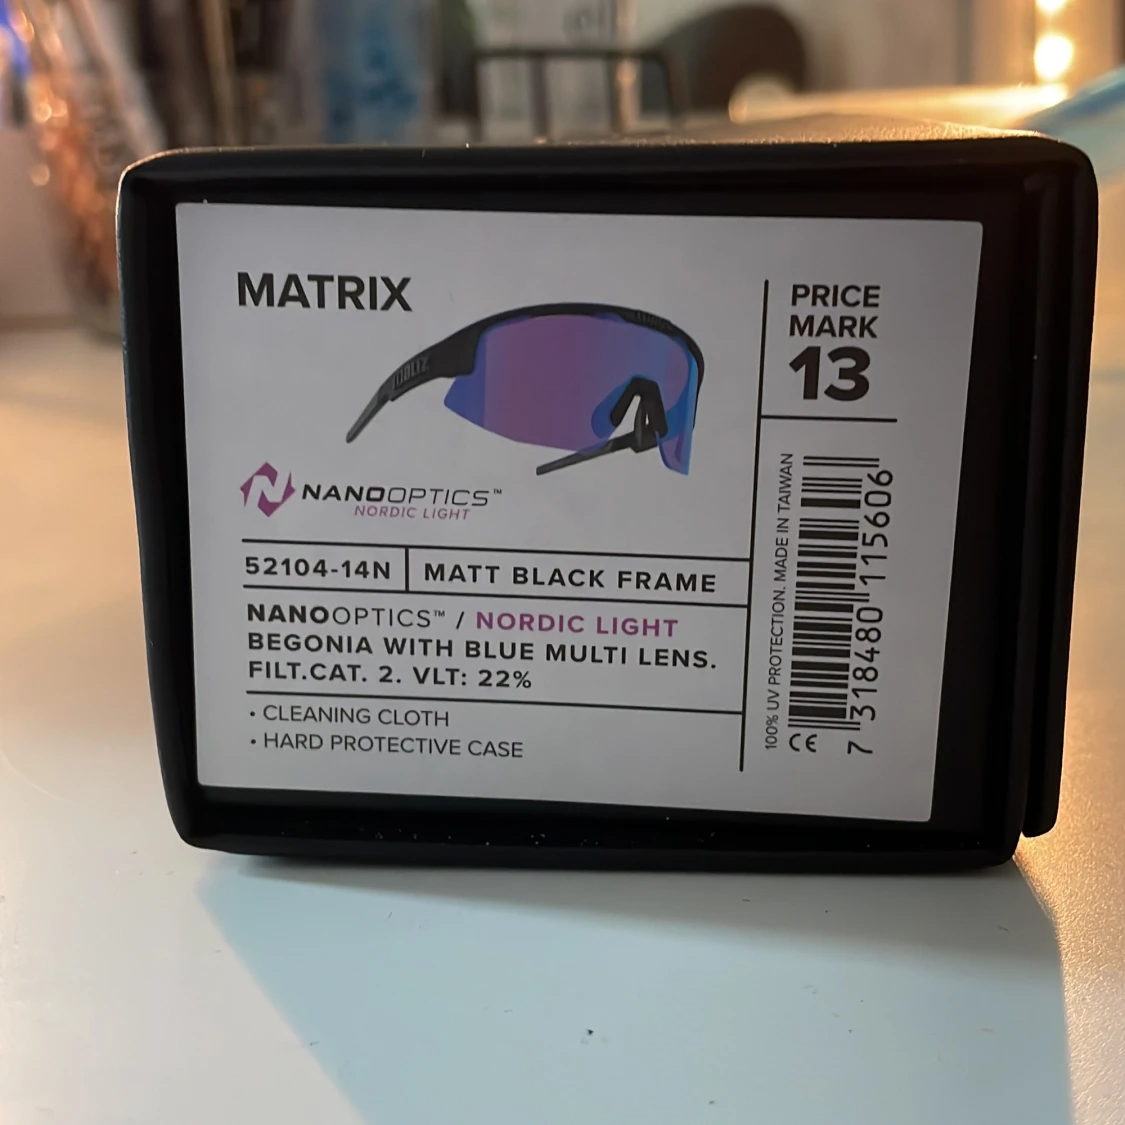 MATRIX
BLIZ
NANOOPTICS™
NORDIC LIGHT
52104-14N
MATT BLACK FRAME
NANOOPTICS™ / NORDIC LIGHT
BEGONIA WITH BLUE MULTI LENS.
FILT.CAT. 2. VLT: 22%
• CLEANING CLOTH
• HARD PROTECTIVE CASE
PRICE
MARK
13
100% UV PROTECTION. MADE IN TAIWAN
CE
7 318480 115606